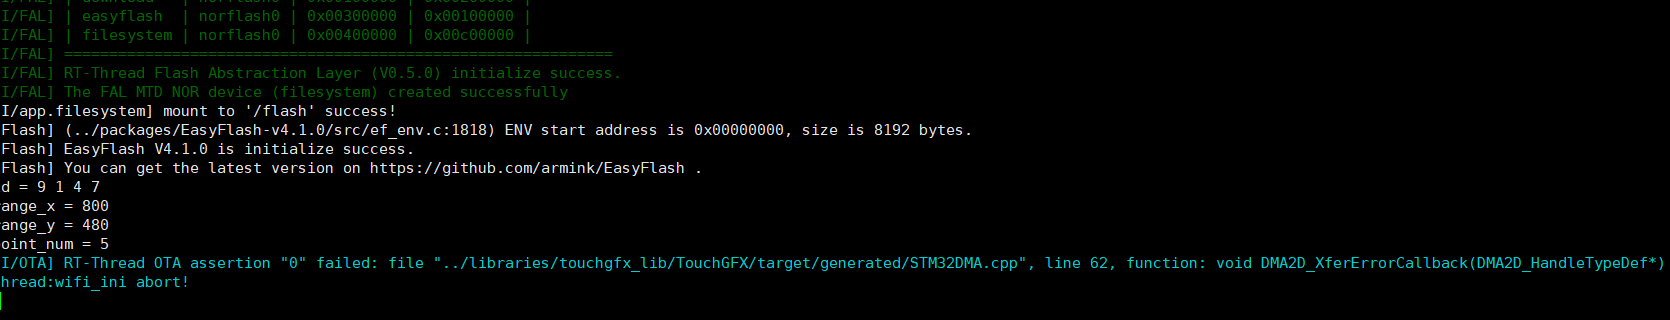 I/FAL] | download | norflash0 | 0x00100000 | 0x00200000 |
I/FAL] | easyflash | norflash0 | 0x00300000 | 0x00100000 |
I/FAL] | filesystem | norflash0 | 0x00400000 | 0x00c00000 |
I/FAL] =============================================================
I/FAL] RT-Thread Flash Abstraction Layer (V0.5.0) initialize success.
I/FAL] The FAL MTD NOR device (filesystem) created successfully
I/app.filesystem] mount to '/flash' success!
Flash] (../packages/EasyFlash-v4.1.0/src/ef_env.c:1818) ENV start address is 0x00000000, size is 8192 bytes.
Flash] EasyFlash V4.1.0 is initialize success.
Flash] You can get the latest version on https://github.com/armink/EasyFlash .
d = 9 1 4 7
ange_x = 800
ange_y = 480
oint_num = 5
I/OTA] RT-Thread OTA assertion "0" failed: file "../libraries/touchgfx_lib/TouchGFX/target/generated/STM32DMA.cpp", line 62, function: void DMA2D_XferErrorCallback(DMA2D_HandleTypeDef*)
hread:wifi_ini abort!